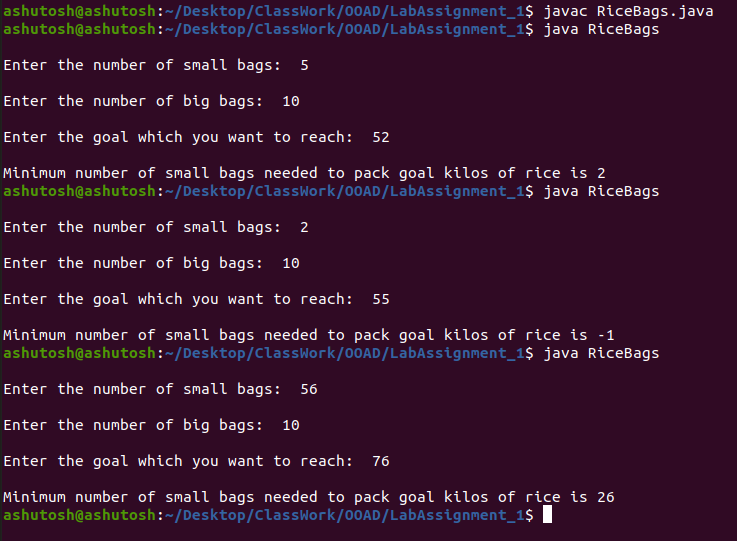 ashutosh@ashutosh:~/Desktop/ClassWork/OOAD/LabAssignment_1$ javac RiceBags.java
ashutosh@ashutosh:~/Desktop/ClassWork/OOAD/LabAssignment_1$ java RiceBags
Enter the number of small bags:  5
Enter the number of big bags:  10
Enter the goal which you want to reach:  52
Minimum number of small bags needed to pack goal kilos of rice is 2
ashutosh@ashutosh:~/Desktop/ClassWork/OOAD/LabAssignment_1$ java RiceBags
Enter the number of small bags:  2
Enter the number of big bags:  10
Enter the goal which you want to reach:  55
Minimum number of small bags needed to pack goal kilos of rice is -1
ashutosh@ashutosh:~/Desktop/ClassWork/OOAD/LabAssignment_1$ java RiceBags
Enter the number of small bags:  56
Enter the number of big bags:  10
Enter the goal which you want to reach:  76
Minimum number of small bags needed to pack goal kilos of rice is 26
ashutosh@ashutosh:~/Desktop/ClassWork/OOAD/LabAssignment_1$